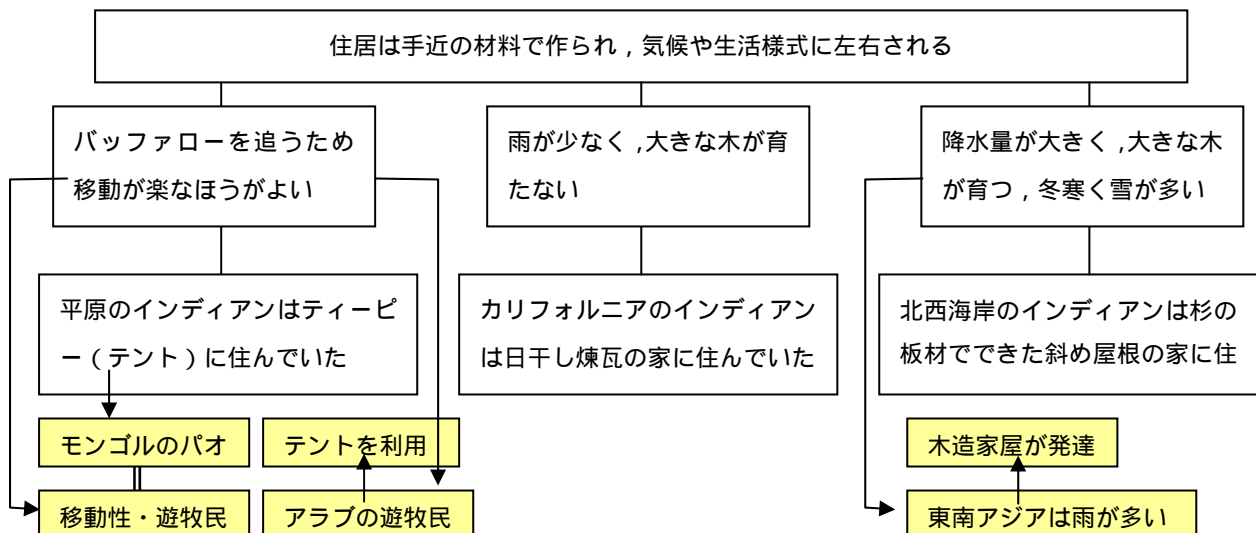 住居は手近の材料で作られ，気候や生活様式に左右される
バッファローを追うため
移動が楽なほうがよい
雨が少なく，大きな木が育
たない
降水量が大きく，大きな木
が育つ，冬寒く雪が多い
平原のインディアンはティーピ
ー（テント）に住んでいた
カリフォルニアのインディアン
は日干し煉瓦の家に住んでいた
北西海岸のインディアンは杉の
板材でできた斜め屋根の家に住
モンゴルのパオ
テントを利用
木造家屋が発達
移動性・遊牧民
アラブの遊牧民
東南アジアは雨が多い